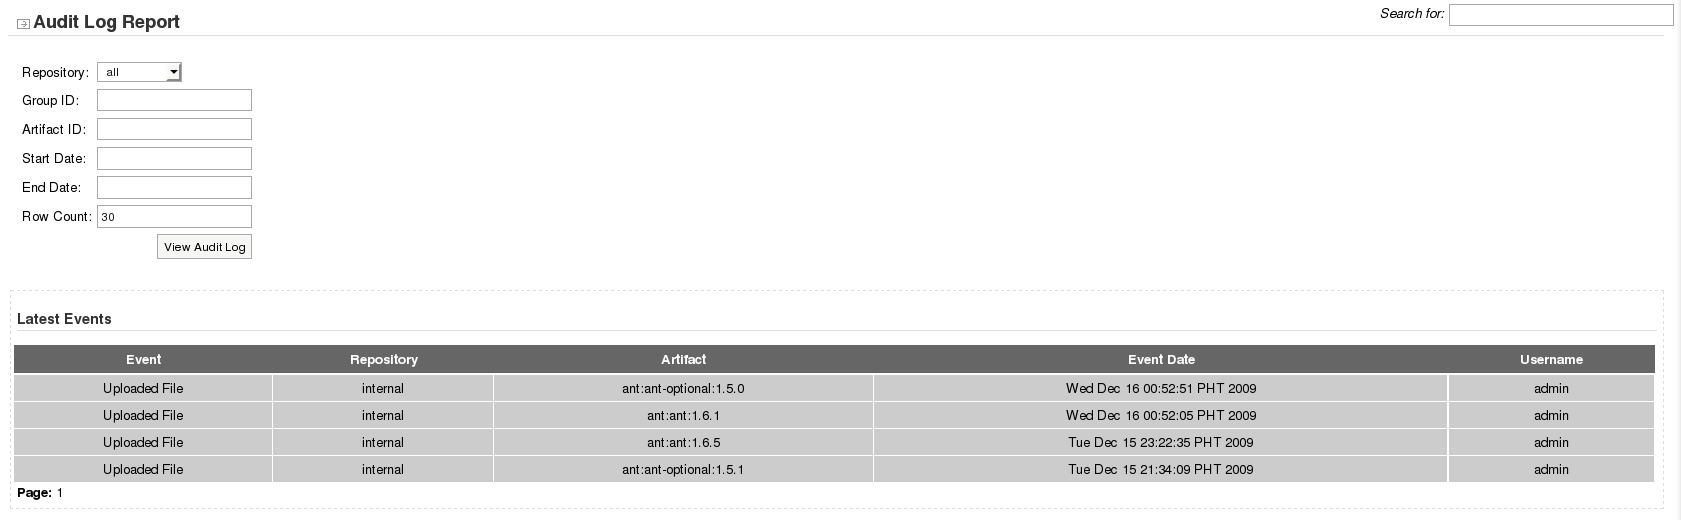 Audit Log Report
Search for:
Repository: all
Group ID:
Artifact ID:
Start Date:
End Date:
Row Count: 30
View Audit Log
Latest Events
Event Repository Artifact Event Date Username
Uploaded File internal ant:ant-optional:1.5.0 Wed Dec 16 00:52:51 PHT 2009 admin
Uploaded File internal ant:ant:1.6.1 Wed Dec 16 00:52:05 PHT 2009 admin
Uploaded File internal ant:ant:1.6.5 Tue Dec 15 23:22:35 PHT 2009 admin
Uploaded File internal ant:ant-optional:1.5.1 Tue Dec 15 21:34:09 PHT 2009 admin
Page: 1